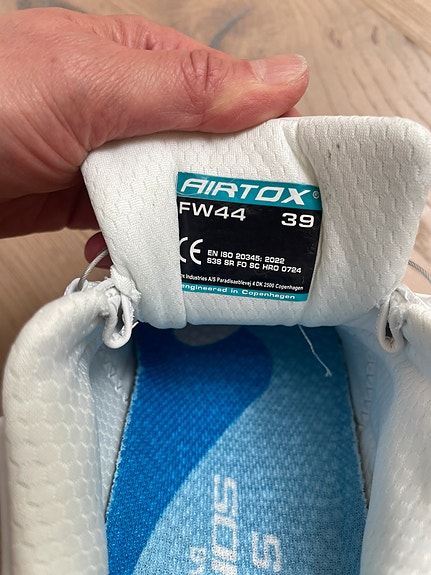 AIRTOX®
FW44 39
CE EN ISO 20345: 2022
S3S SR FO SC HRO 0724
Industries A/S Paradisæblevej 4 DK 2500 Copenhagen
engineered in Copenhagen
SOI
S